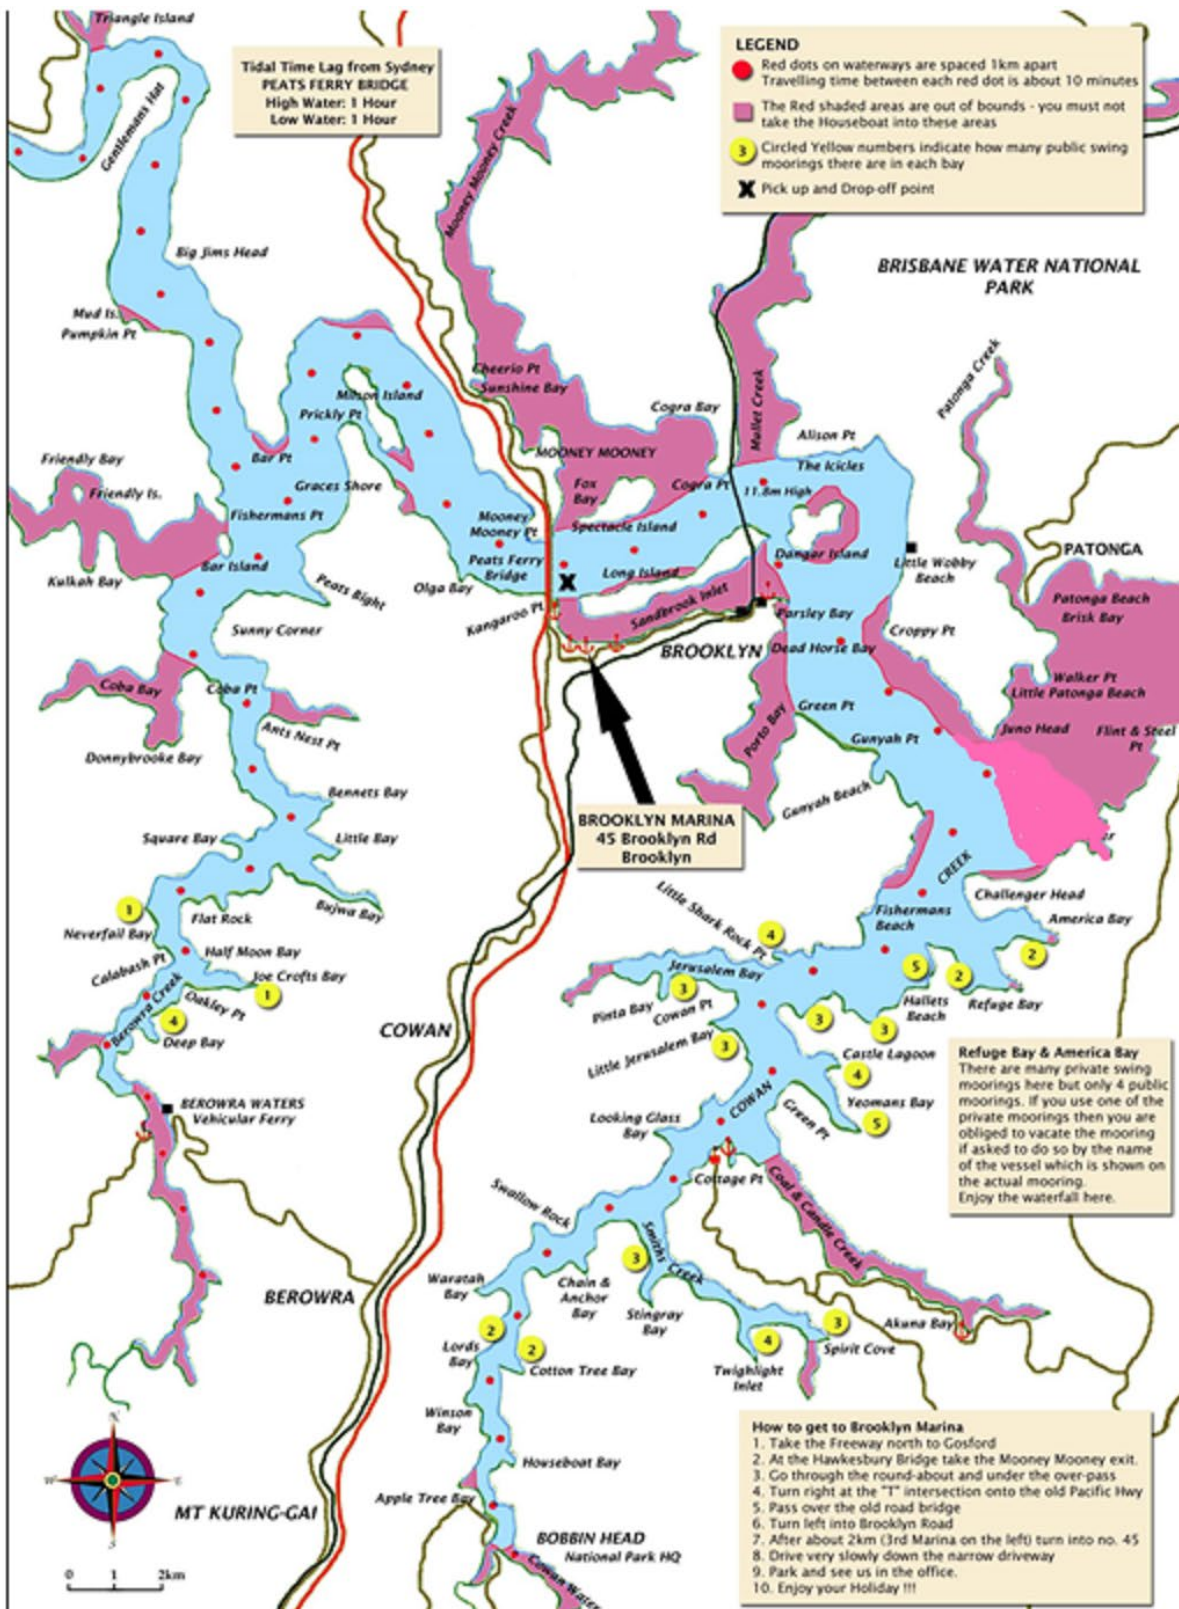 Triangle Island
Gentlemans Hat
Tidal Time Lag from Sydney
PEATS FERRY BRIDGE
High Water: 1 Hour
Low Water: 1 Hour
LEGEND
Red dots on waterways are spaced 1km apart
Travelling time between each red dot is about 10 minutes
The Red shaded areas are out of bounds - you must not
take the Houseboat into these areas
3
Circled Yellow numbers indicate how many public swing
moorings there are in each bay
X Pick up and Drop-off point
Mooney Mooney Creek
Big Jims Head
BRISBANE WATER NATIONAL
PARK
Mud Is.
Pumpkin Pt
Cheerio Pt
Sunshine Bay
Milson Island
Prickly Pt
Mullet Creek
Patonga Creek
Cogra Bay
Alison Pt
MOONEY MOONEY
The Icicles
Bar Pt
Friendly Bay
Friendly Is.
Graces Shore
Fox
Bay
Cogra Pt
11.8m High
Fishermans Pt
Mooney
Mooney Pt
Spectacle Island
Peats Ferry
Bridge
Dangar Island
Little Wobby
Beach
PATONGA
Kulkah Bay
Bar Island
Peats Bight
Olga Bay
Long Island
X
Kangaroo Pt
Sandbrook Inlet
Parsley Bay
Patonga Beach
Brisk Bay
Sunny Corner
Croppy Pt
BROOKLYN
Dead Horse Bay
Coba Bay
Coba Pt
Walker Pt
Little Patonga Beach
Ants Nest Pt
Porto Bay
Green Pt
Gunyah Pt
Juno Head
Flint & Steel
Pt
Donnybrooke Bay
Bennets Bay
Gunyah Beach
BROOKLYN MARINA
45 Brooklyn Rd
Brooklyn
Square Bay
Little Bay
CREEK
Challenger Head
Little Shark Rock Pt
1
Flat Rock
Bujwa Bay
Fishermans
Beach
America Bay
Neverfail Bay
4
Half Moon Bay
Calabash Pt
Joe Crofts Bay
Jerusalem Bay
5
2
2
Berowra Creek
Oakley Pt
1
Pinta Bay
3
Cowan Pt
Hallets
Beach
Refuge Bay
4
Deep Bay
COWAN
Little Jerusalem Bay
3
3
3
Castle Lagoon
4
Yeomans Bay
5
Refuge Bay & America Bay
There are many private swing
moorings here but only 4 public
moorings. If you use one of the
private moorings then you are
obliged to vacate the mooring
if asked to do so by the name
of the vessel which is shown on
the actual mooring.
Enjoy the waterfall here.
BEROWRA WATERS
Vehicular Ferry
Looking Glass
Bay
COWAN
Green Pt
Cottage Pt
Coal & Candle Creek
Swallow Rock
Smiths Creek
3
BEROWRA
Waratah
Bay
Chain &
Anchor
Bay
Stingray
Bay
2
Lords
Bay
2
Cotton Tree Bay
4
Twighlight
Inlet
3
Spirit Cove
Akuna Bay
Winson
Bay
Houseboat Bay
Apple Tree Bay
BOBBIN HEAD
National Park HQ
Cowan Water
MT KURING-GAI
N
W
E
S
0 1 2km
How to get to Brooklyn Marina
1. Take the Freeway north to Gosford
2. At the Hawkesbury Bridge take the Mooney Mooney exit.
3. Go through the round-about and under the over-pass
4. Turn right at the "T" intersection onto the old Pacific Hwy
5. Pass over the old road bridge
6. Turn left into Brooklyn Road
7. After about 2km (3rd Marina on the left) turn into no. 45
8. Drive very slowly down the narrow driveway
9. Park and see us in the office.
10. Enjoy your Holiday !!!